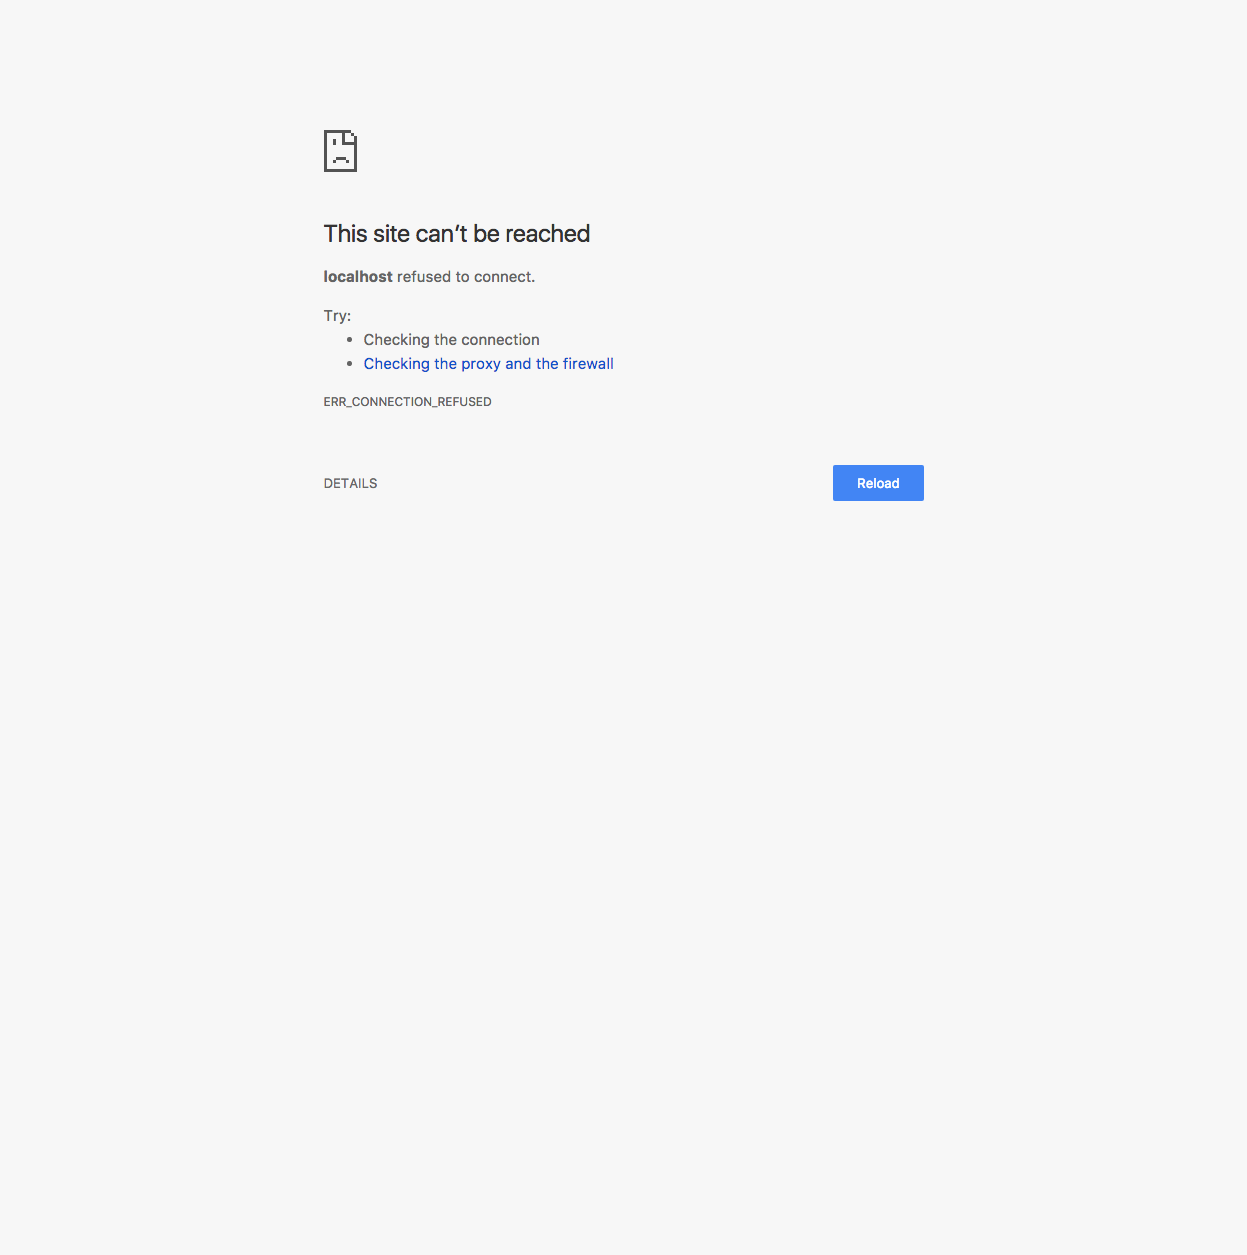 This site can’t be reached
localhost refused to connect.
Try:
Checking the connection
Checking the proxy and the firewall
ERR_CONNECTION_REFUSED
DETAILS
Reload